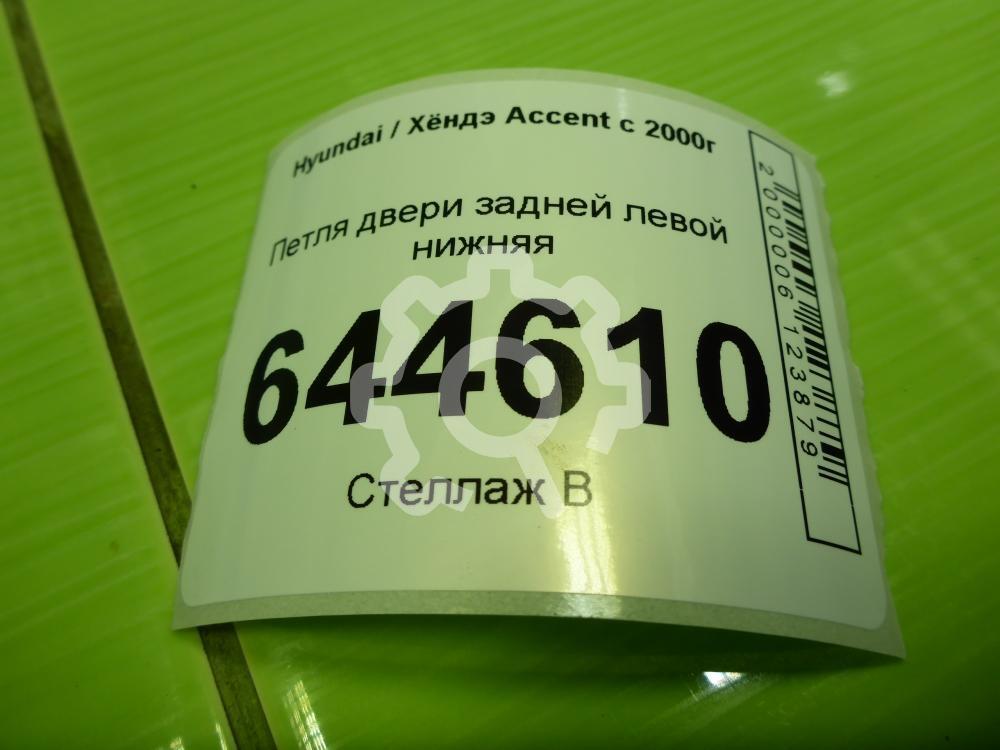 Hyundai / Хёндэ Accent с 2000г
Петля двери задней левой
нижняя
644610
Стеллаж В
2000006123879